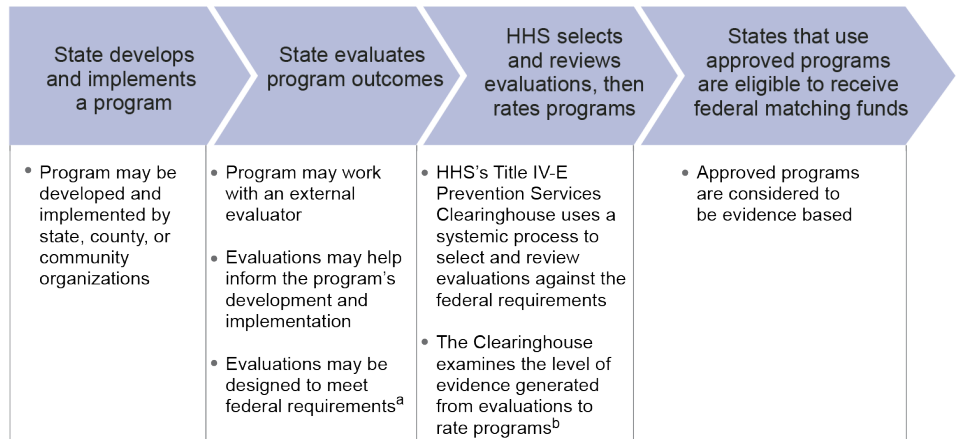 State develops
and implements
a program
State evaluates
program outcomes
HHS selects
and reviews
evaluations, then
rates programs
States that use
approved programs
are eligible to receive
federal matching funds
• Program may be
developed and
implemented by
state, county, or
community
organizations
• Program may work
with an external
evaluator
• Evaluations may help
inform the program's
development and
implementation
• Evaluations may be
designed to meet
federal requirementsa
• HHS's Title IV-E
Prevention Services
Clearinghouse uses a
systemic process to
select and review
evaluations against the
federal requirements
• The Clearinghouse
examines the level of
evidence generated
from evaluations to
rate programsb
• Approved programs
are considered to
be evidence based